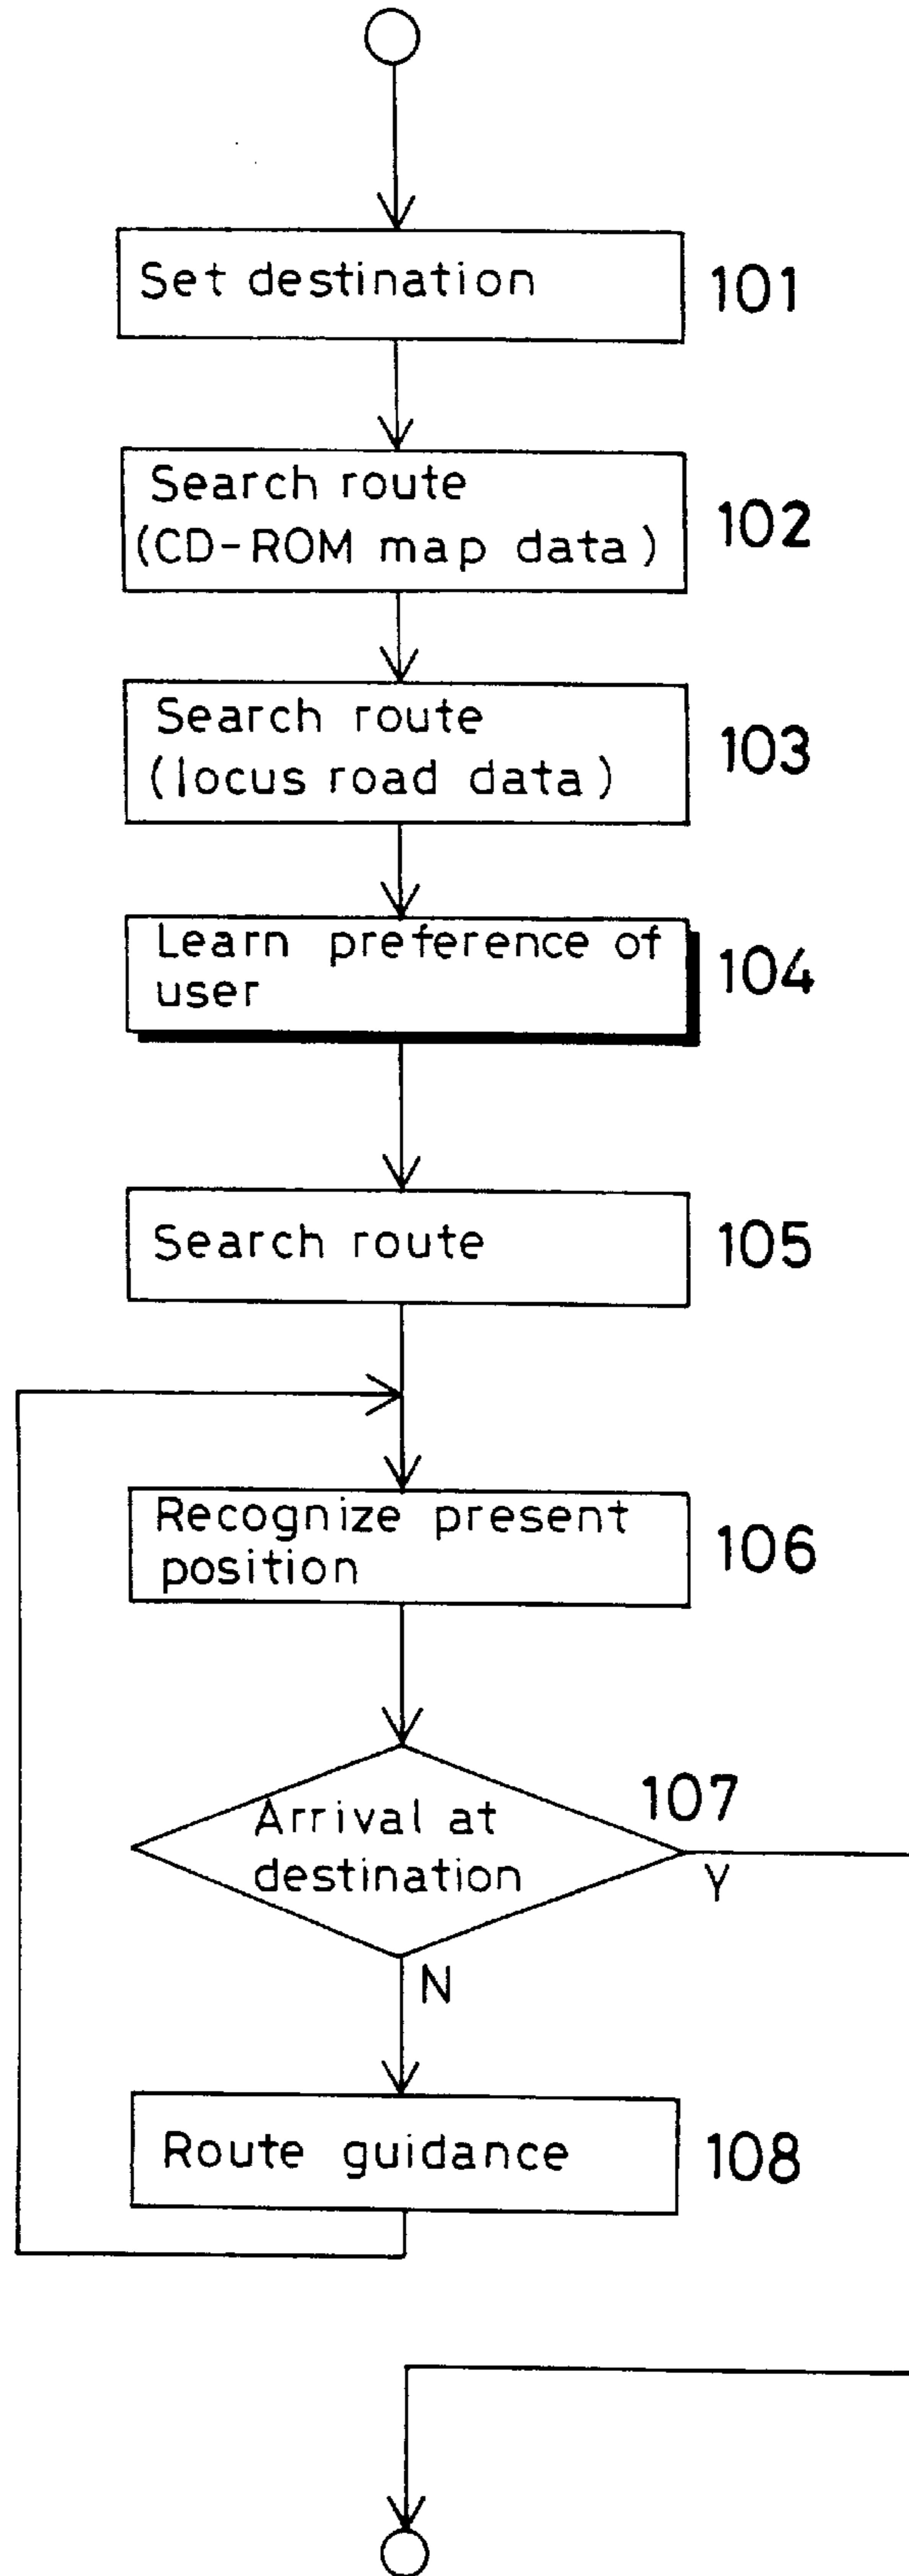 Set destination
101
Search route
(CD-ROM map data)
102
Search route
(locus road data)
103
Learn preference of
user
104
Search route
105
Recognize present
position
106
Arrival at
destination
107
Y
N
Route guidance
108